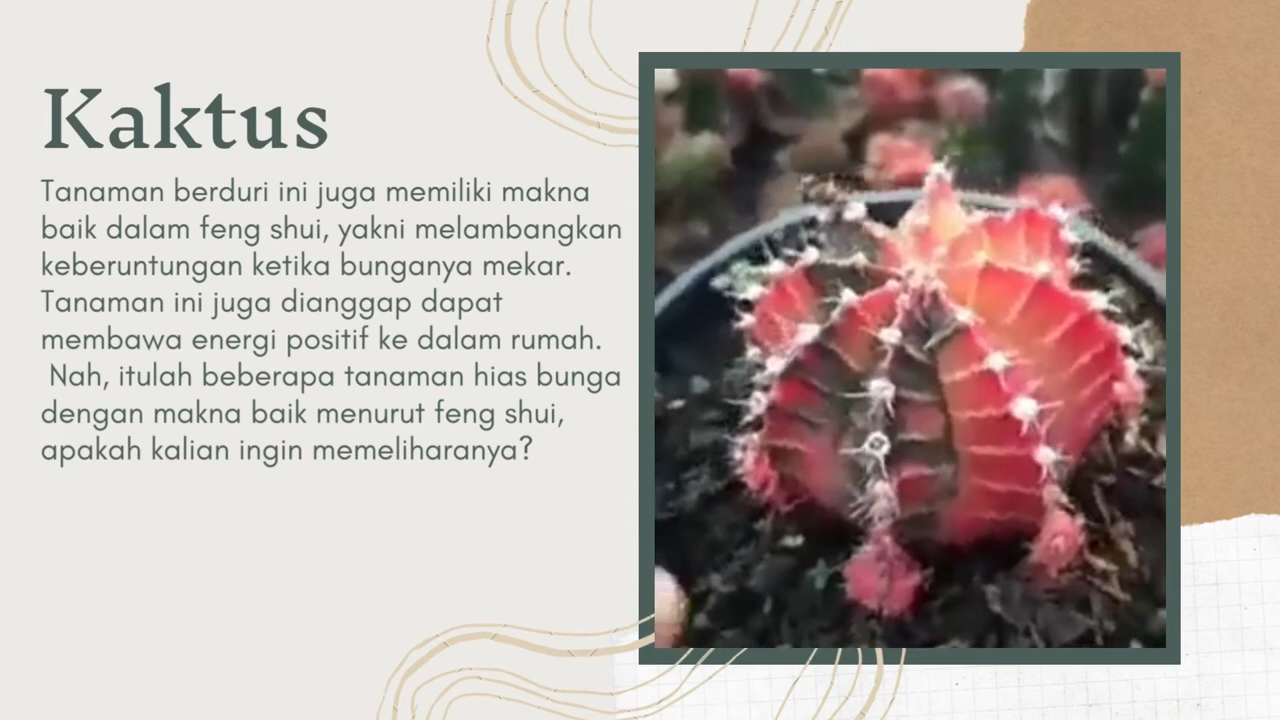 Kaktus
Tanaman berduri ini juga memiliki makna
baik dalam feng shui, yakni melambangkan
keberuntungan ketika bunganya mekar.
Tanaman ini juga dianggap dapat
membawa energi positif ke dalam rumah.
Nah, itulah beberapa tanaman hias bunga
dengan makna baik menurut feng shui,
apakah kalian ingin memeliharanya?